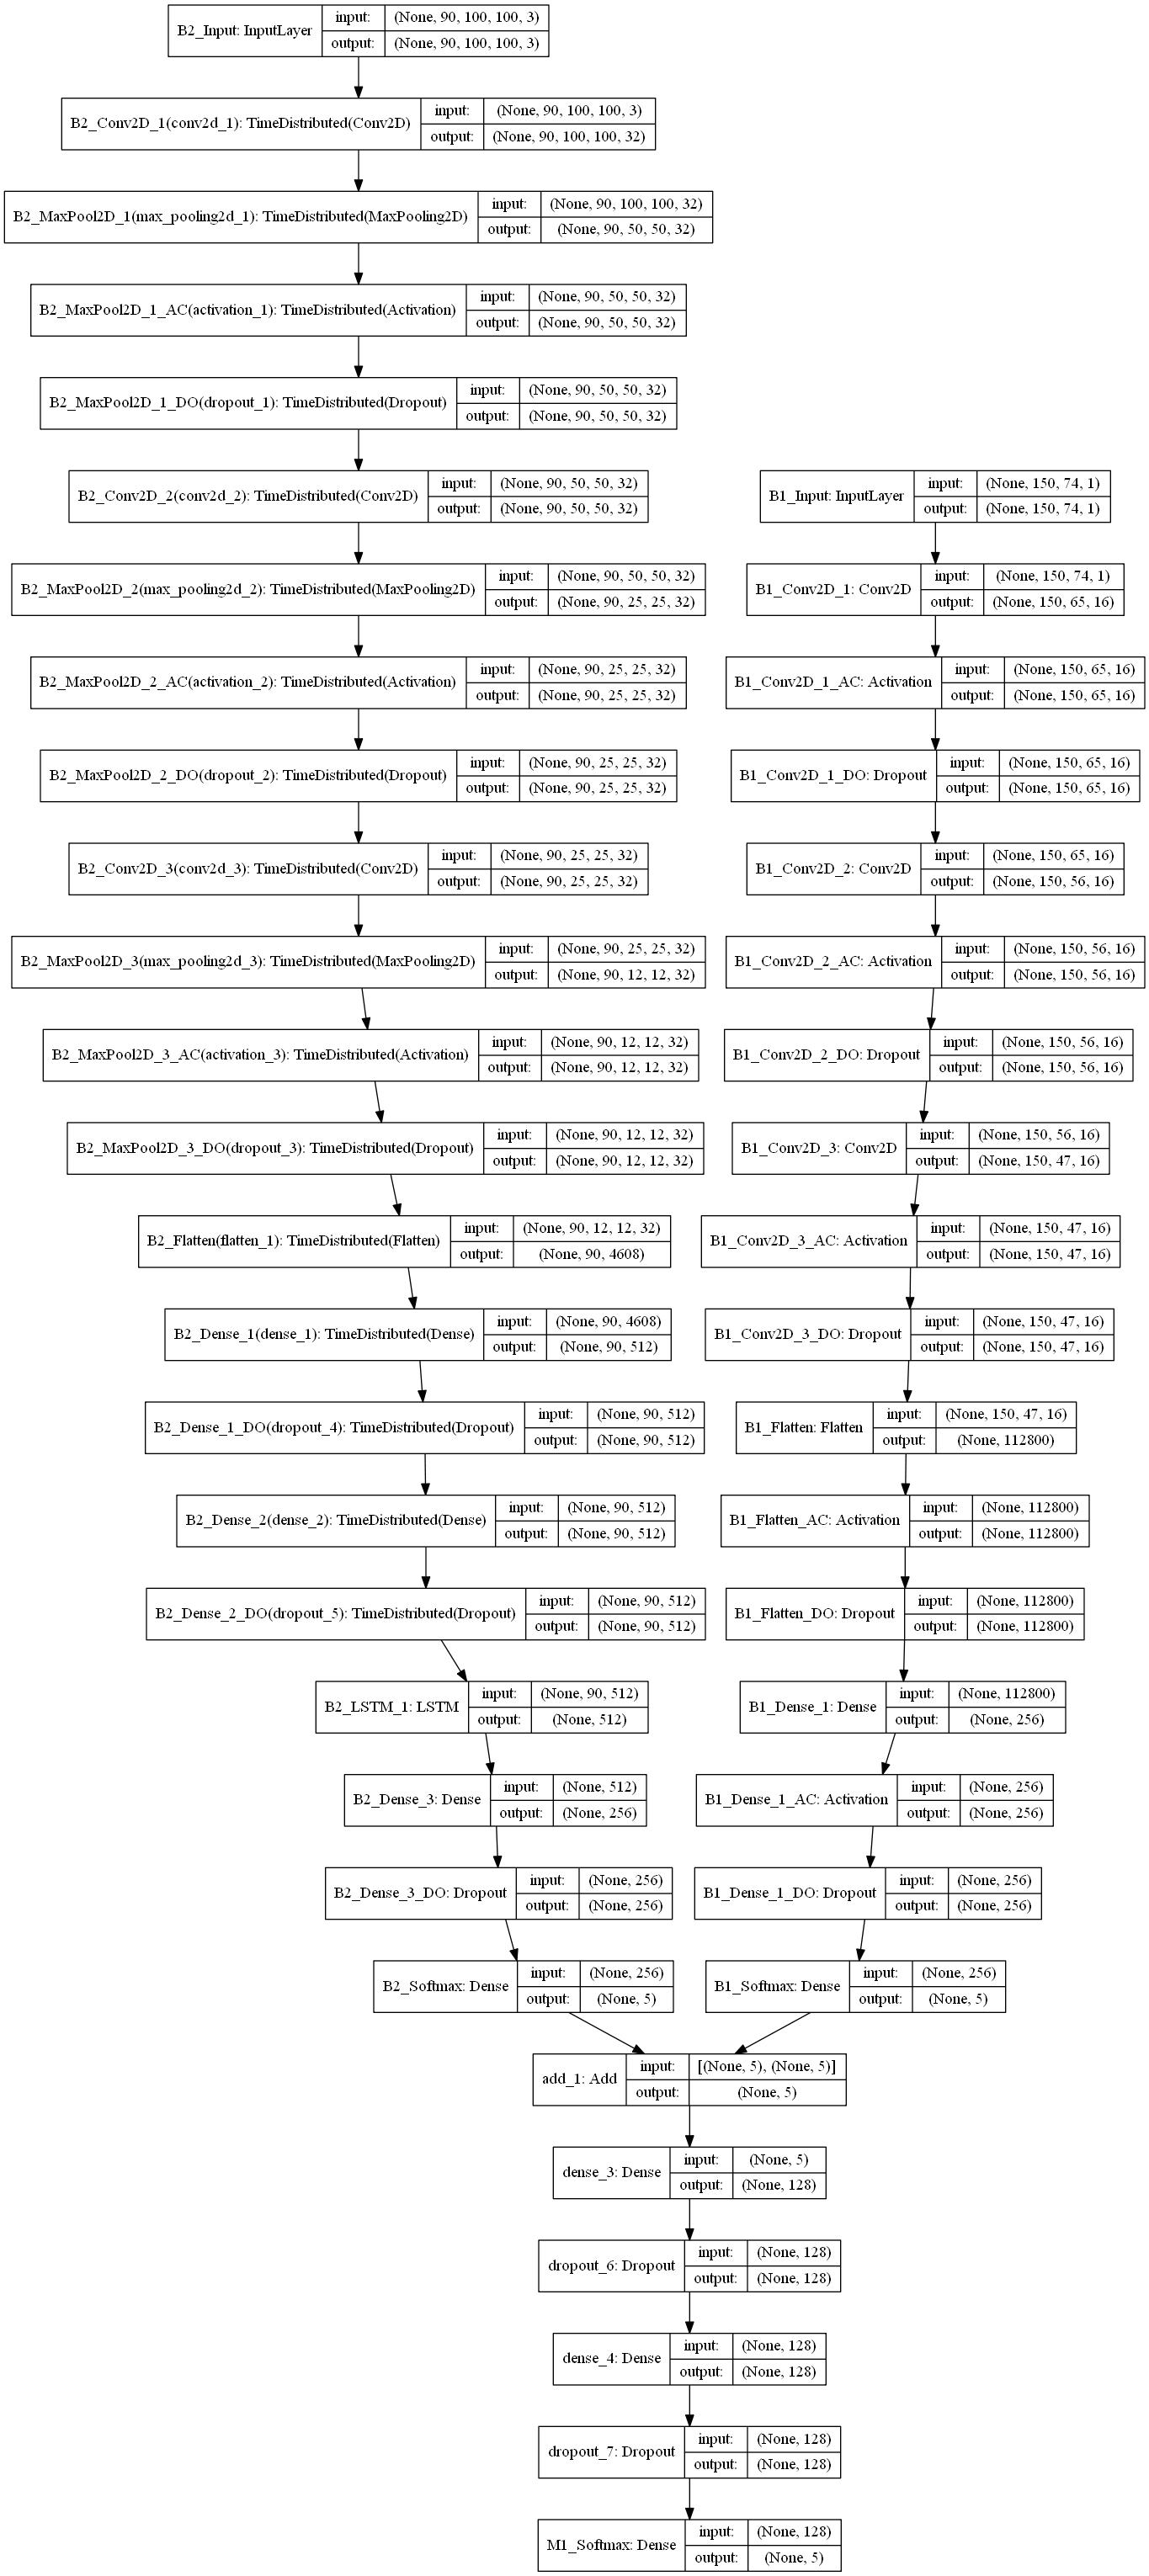 B2_Input: InputLayer
input: (None, 90, 100, 100, 3)
output: (None, 90, 100, 100, 3)
B2_Conv2D_1(conv2d_1): TimeDistributed(Conv2D)
input: (None, 90, 100, 100, 3)
output: (None, 90, 100, 100, 32)
B2_MaxPool2D_1(max_pooling2d_1): TimeDistributed(MaxPooling2D)
input: (None, 90, 100, 100, 32)
output: (None, 90, 50, 50, 32)
B2_MaxPool2D_1_AC(activation_1): TimeDistributed(Activation)
input: (None, 90, 50, 50, 32)
output: (None, 90, 50, 50, 32)
B2_MaxPool2D_1_DO(dropout_1): TimeDistributed(Dropout)
input: (None, 90, 50, 50, 32)
output: (None, 90, 50, 50, 32)
B2_Conv2D_2(conv2d_2): TimeDistributed(Conv2D)
input: (None, 90, 50, 50, 32)
output: (None, 90, 50, 50, 32)
B2_MaxPool2D_2(max_pooling2d_2): TimeDistributed(MaxPooling2D)
input: (None, 90, 50, 50, 32)
output: (None, 90, 25, 25, 32)
B2_MaxPool2D_2_AC(activation_2): TimeDistributed(Activation)
input: (None, 90, 25, 25, 32)
output: (None, 90, 25, 25, 32)
B2_MaxPool2D_2_DO(dropout_2): TimeDistributed(Dropout)
input: (None, 90, 25, 25, 32)
output: (None, 90, 25, 25, 32)
B2_Conv2D_3(conv2d_3): TimeDistributed(Conv2D)
input: (None, 90, 25, 25, 32)
output: (None, 90, 25, 25, 32)
B2_MaxPool2D_3(max_pooling2d_3): TimeDistributed(MaxPooling2D)
input: (None, 90, 25, 25, 32)
output: (None, 90, 12, 12, 32)
B2_MaxPool2D_3_AC(activation_3): TimeDistributed(Activation)
input: (None, 90, 12, 12, 32)
output: (None, 90, 12, 12, 32)
B2_MaxPool2D_3_DO(dropout_3): TimeDistributed(Dropout)
input: (None, 90, 12, 12, 32)
output: (None, 90, 12, 12, 32)
B2_Flatten(flatten_1): TimeDistributed(Flatten)
input: (None, 90, 12, 12, 32)
output: (None, 90, 4608)
B2_Dense_1(dense_1): TimeDistributed(Dense)
input: (None, 90, 4608)
output: (None, 90, 512)
B2_Dense_1_DO(dropout_4): TimeDistributed(Dropout)
input: (None, 90, 512)
output: (None, 90, 512)
B2_Dense_2(dense_2): TimeDistributed(Dense)
input: (None, 90, 512)
output: (None, 90, 512)
B2_Dense_2_DO(dropout_5): TimeDistributed(Dropout)
input: (None, 90, 512)
output: (None, 90, 512)
B2_LSTM_1: LSTM
input: (None, 90, 512)
output: (None, 512)
B2_Dense_3: Dense
input: (None, 512)
output: (None, 256)
B2_Dense_3_DO: Dropout
input: (None, 256)
output: (None, 256)
B2_Softmax: Dense
input: (None, 256)
output: (None, 5)
B1_Input: InputLayer
input: (None, 150, 74, 1)
output: (None, 150, 74, 1)
B1_Conv2D_1: Conv2D
input: (None, 150, 74, 1)
output: (None, 150, 65, 16)
B1_Conv2D_1_AC: Activation
input: (None, 150, 65, 16)
output: (None, 150, 65, 16)
B1_Conv2D_1_DO: Dropout
input: (None, 150, 65, 16)
output: (None, 150, 65, 16)
B1_Conv2D_2: Conv2D
input: (None, 150, 65, 16)
output: (None, 150, 56, 16)
B1_Conv2D_2_AC: Activation
input: (None, 150, 56, 16)
output: (None, 150, 56, 16)
B1_Conv2D_2_DO: Dropout
input: (None, 150, 56, 16)
output: (None, 150, 56, 16)
B1_Conv2D_3: Conv2D
input: (None, 150, 56, 16)
output: (None, 150, 47, 16)
B1_Conv2D_3_AC: Activation
input: (None, 150, 47, 16)
output: (None, 150, 47, 16)
B1_Conv2D_3_DO: Dropout
input: (None, 150, 47, 16)
output: (None, 150, 47, 16)
B1_Flatten: Flatten
input: (None, 150, 47, 16)
output: (None, 112800)
B1_Flatten_AC: Activation
input: (None, 112800)
output: (None, 112800)
B1_Flatten_DO: Dropout
input: (None, 112800)
output: (None, 112800)
B1_Dense_1: Dense
input: (None, 112800)
output: (None, 256)
B1_Dense_1_AC: Activation
input: (None, 256)
output: (None, 256)
B1_Dense_1_DO: Dropout
input: (None, 256)
output: (None, 256)
B1_Softmax: Dense
input: (None, 256)
output: (None, 5)
add_1: Add
input: [(None, 5), (None, 5)]
output: (None, 5)
dense_3: Dense
input: (None, 5)
output: (None, 128)
dropout_6: Dropout
input: (None, 128)
output: (None, 128)
dense_4: Dense
input: (None, 128)
output: (None, 128)
dropout_7: Dropout
input: (None, 128)
output: (None, 128)
M1_Softmax: Dense
input: (None, 128)
output: (None, 5)